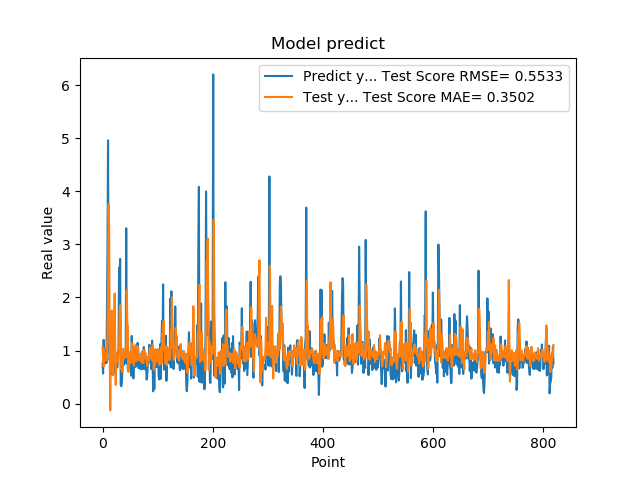 Model predict
Predict y... Test Score RMSE= 0.5533
Test y... Test Score MAE= 0.3502
Real value
6
5
4
3
2
1
0
0 200 400 600 800
Point